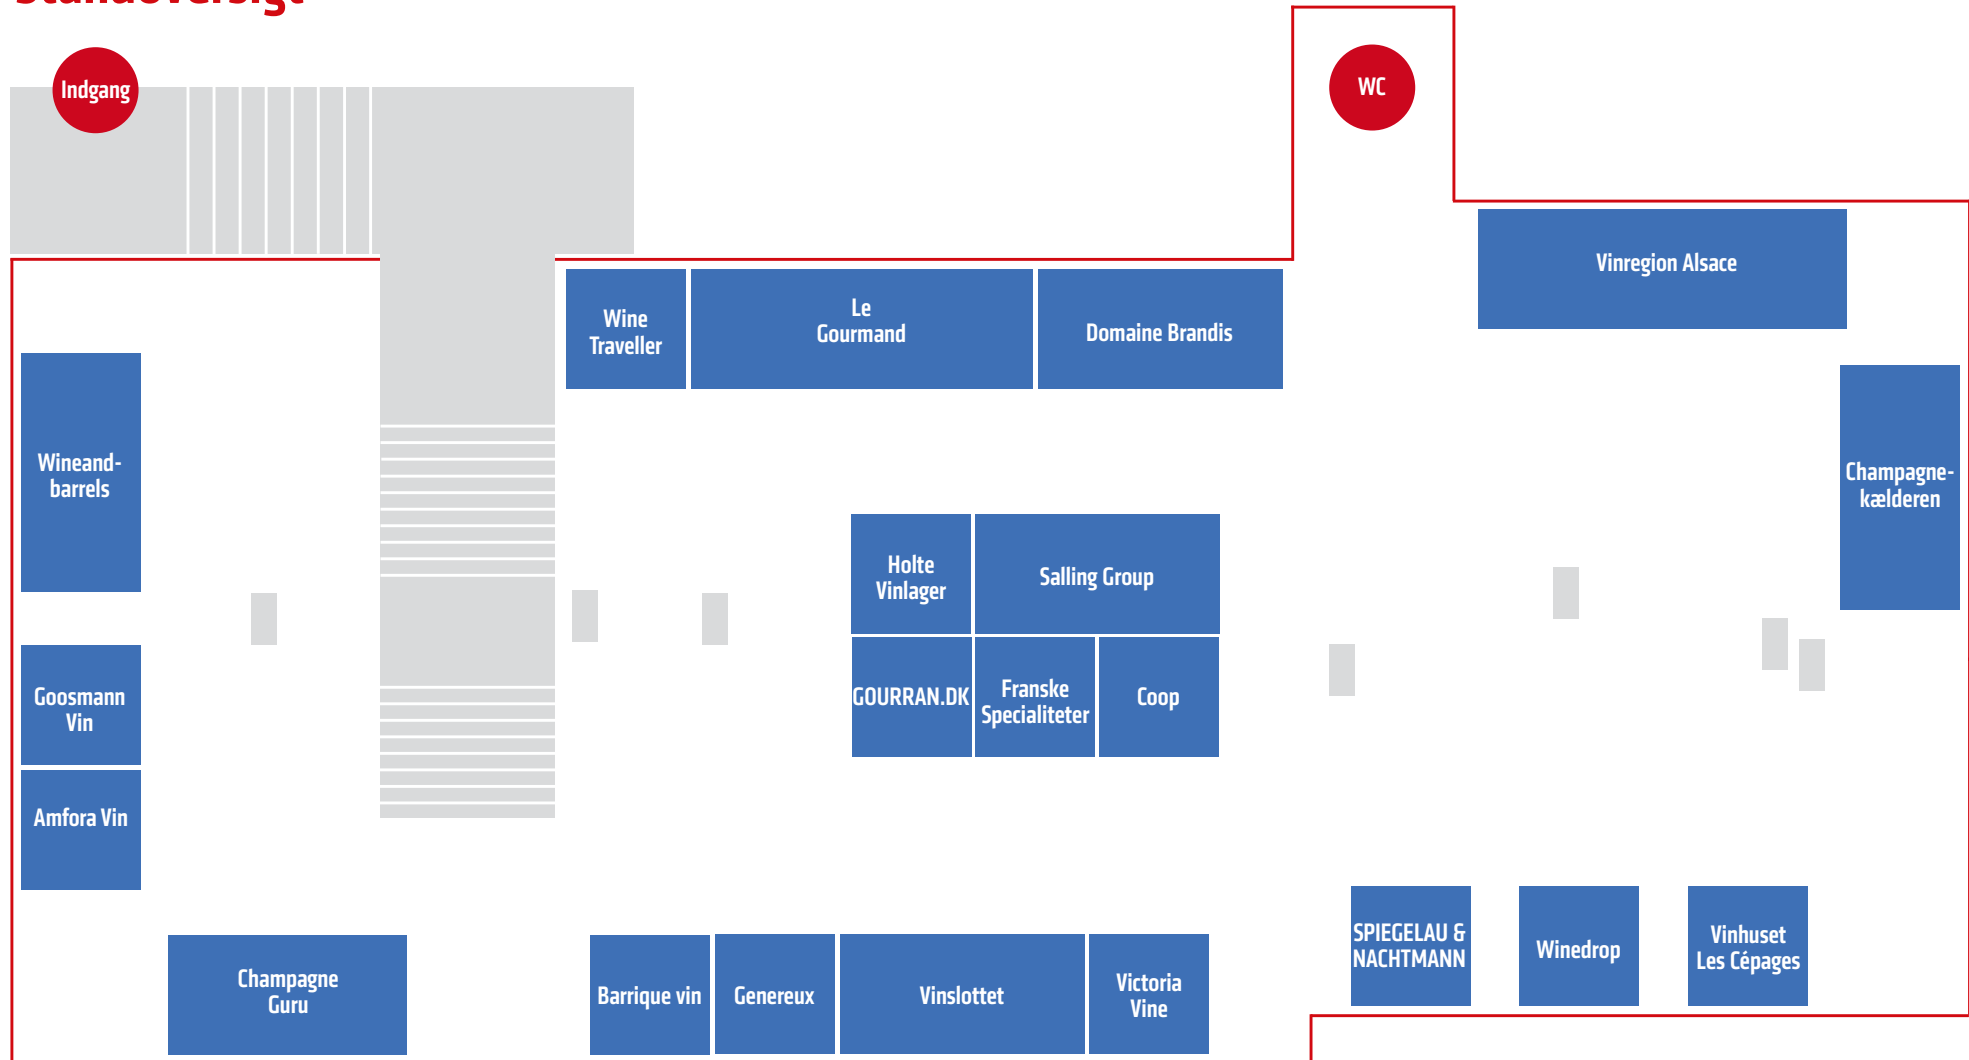 Standoversigt
Indgang
WC
Vinregion Alsace
Wine
Traveller
Le
Gourmand
Domaine Brandis
Wineand-
barrels
Champagne-
kælderen
Holte
Vinlager
Salling Group
Goosmann
Vin
GOURRAN.DK
Franske
Specialiteter
Coop
Amfora Vin
SPIEGELAU &
NACHTMANN
Winedrop
Vinhuset
Les Cépages
Champagne
Guru
Barrique vin
Genereux
Vinslottet
Victoria
Vine